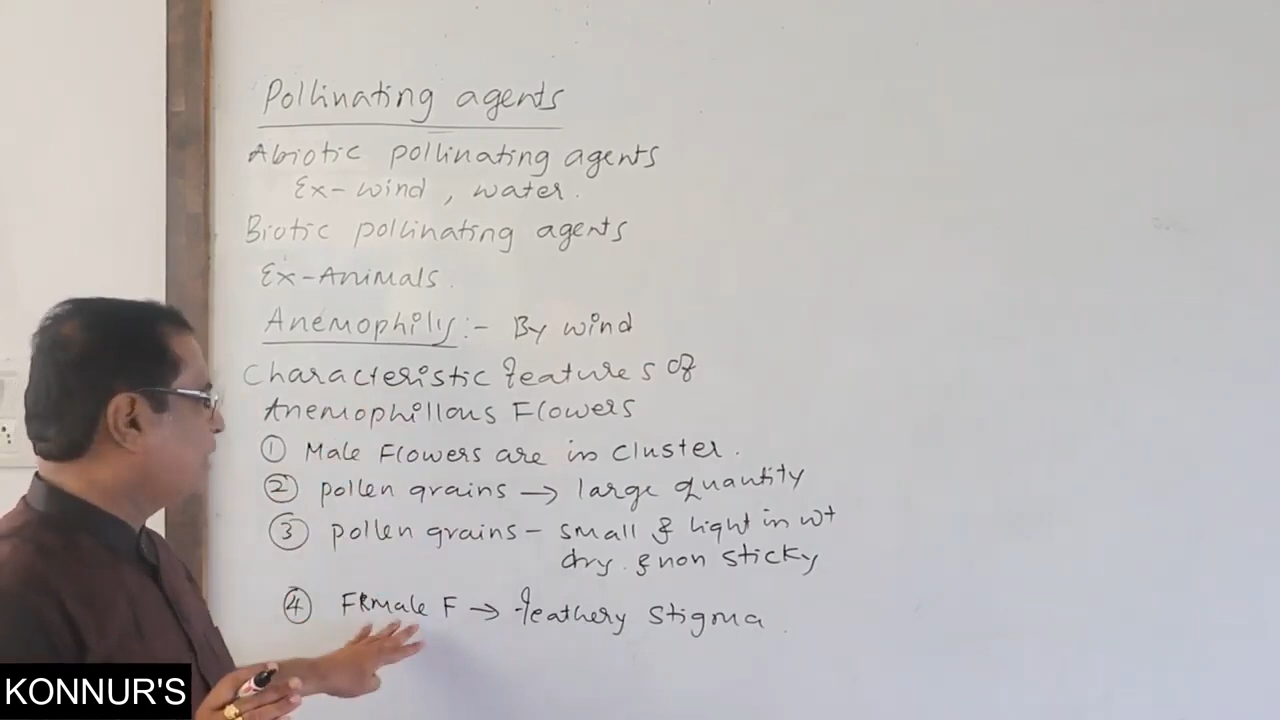 Pollinating agents
Abiotic pollinating agents
Ex- wind, water.
Biotic pollinating agents
Ex-Animals.
Anemophily:- By wind
Characteristic features of
Anemophillous Flowers
① Male Flowers are in cluster.
② pollen grains → large quantity
③ pollen grains - small & light in wt
dry. & non sticky
④ FEmale F → feathery stigma.
KONNUR'S